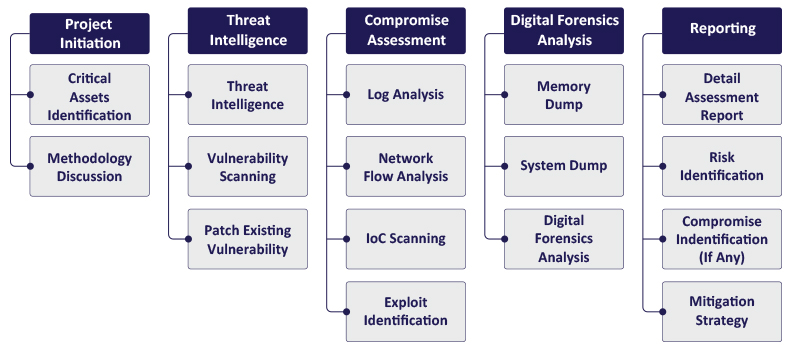 Project
Initiation
Critical
Assets
Identification
Methodology
Discussion
Threat
Intelligence
Threat
Intelligence
Vulnerability
Scanning
Patch Existing
Vulnerability
Compromise
Assessment
Log Analysis
Network
Flow Analysis
IoC Scanning
Exploit
Identification
Digital Forensics
Analysis
Memory
Dump
System Dump
Digital
Forensics
Analysis
Reporting
Detail
Assessment
Report
Risk
Identification
Compromise
Indentification
(If Any)
Mitigation
Strategy